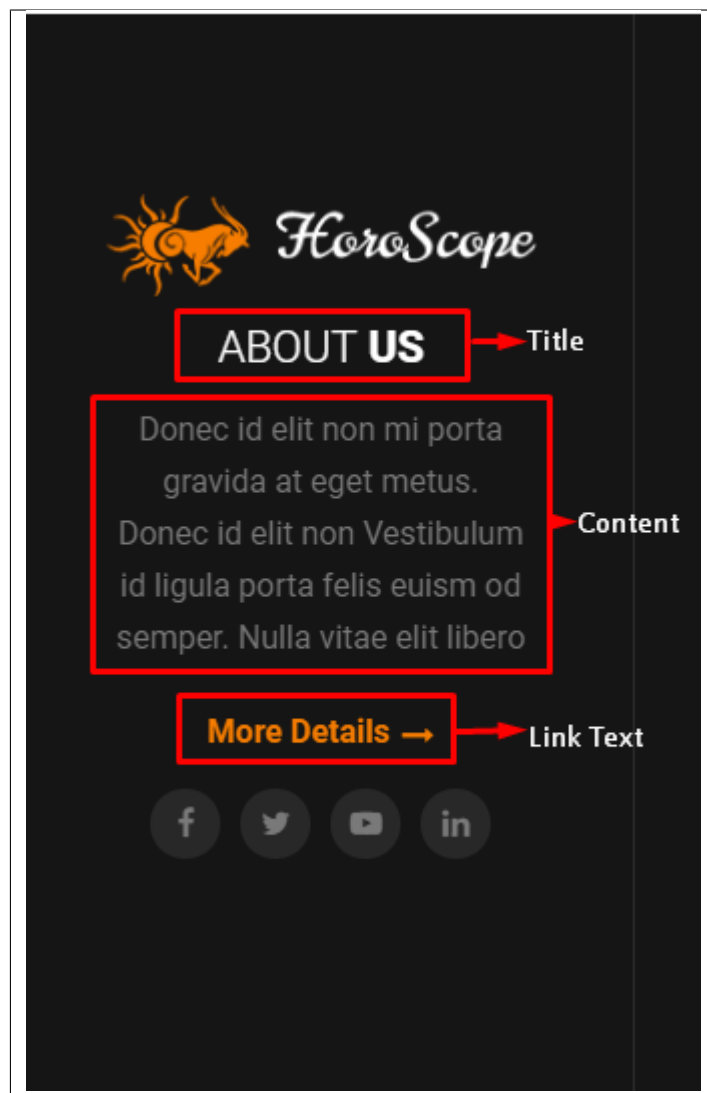 HoroScope
ABOUT US
Title
Donec id elit non mi porta
gravida at eget metus.
Donec id elit non Vestibulum
id ligula porta felis euism od
semper. Nulla vitae elit libero
Content
More Details →
Link Text
f
in